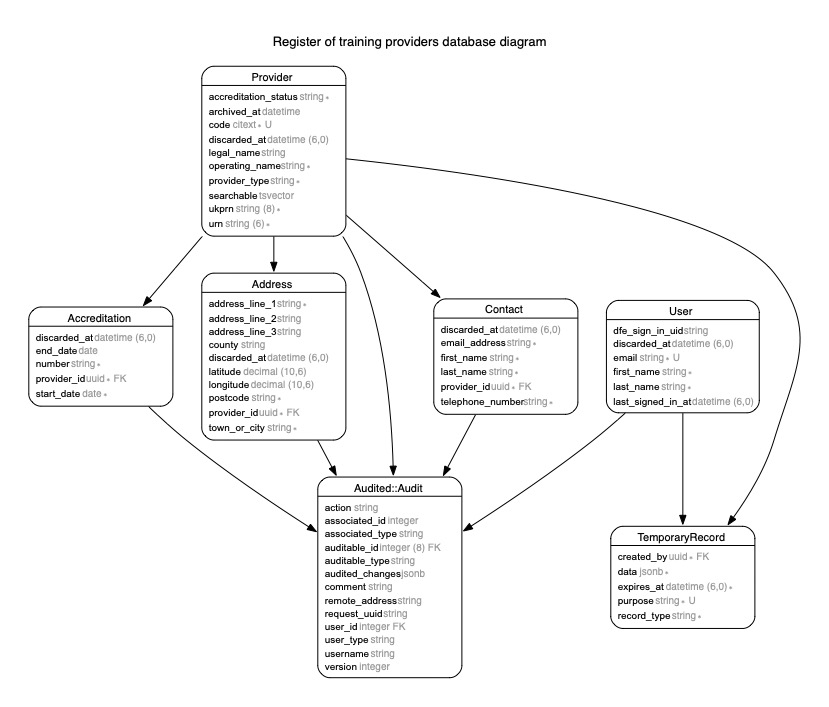 Register of training providers database diagram
Provider
accreditation_status string *
archived_at datetime
code citext * U
discarded_at datetime (6,0)
legal_name string
operating_name string *
provider_type string *
searchable tsvector
ukprn string (8) *
urn string (6) *
Accreditation
discarded_at datetime (6,0)
end_date date
number string *
provider_id uuid * FK
start_date date *
Address
address_line_1 string *
address_line_2 string
address_line_3 string
county string
discarded_at datetime (6,0)
latitude decimal (10,6)
longitude decimal (10,6)
postcode string *
provider_id uuid * FK
town_or_city string *
Contact
discarded_at datetime (6,0)
email_address string *
first_name string *
last_name string *
provider_id uuid * FK
telephone_number string *
User
dfe_sign_in_uid string
discarded_at datetime (6,0)
email string * U
first_name string *
last_name string *
last_signed_in_at datetime (6,0)
Audited::Audit
action string
associated_id integer
associated_type string
auditable_id integer (8) FK
auditable_type string
audited_changes jsonb
comment string
remote_address string
request_uuid string
user_id integer FK
user_type string
username string
version integer
TemporaryRecord
created_by uuid * FK
data jsonb *
expires_at datetime (6,0) *
purpose string * U
record_type string *